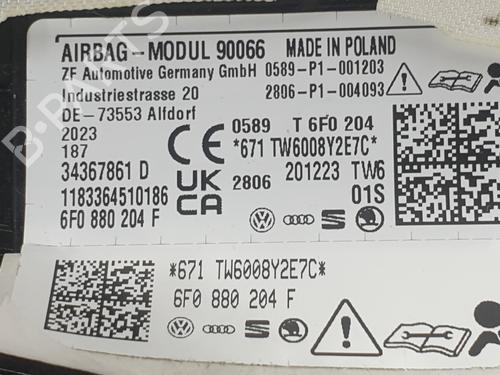 AIRBAG-MODUL 90066 MADE IN POLAND
ZF Automotive Germany GmbH 0589-P1-001203
Industriestrasse 20 2806-P1-004093
DE-73553 Alfdorf
2023 0589 T 6F0 204
187 *671 TW6008Y2E7C*
34367861 D CE 201223 TW6
1183364510186 UK CA 2806 01S
6F0 880 204 F
*671 TW6008Y2E7C*
6F0 880 204 F